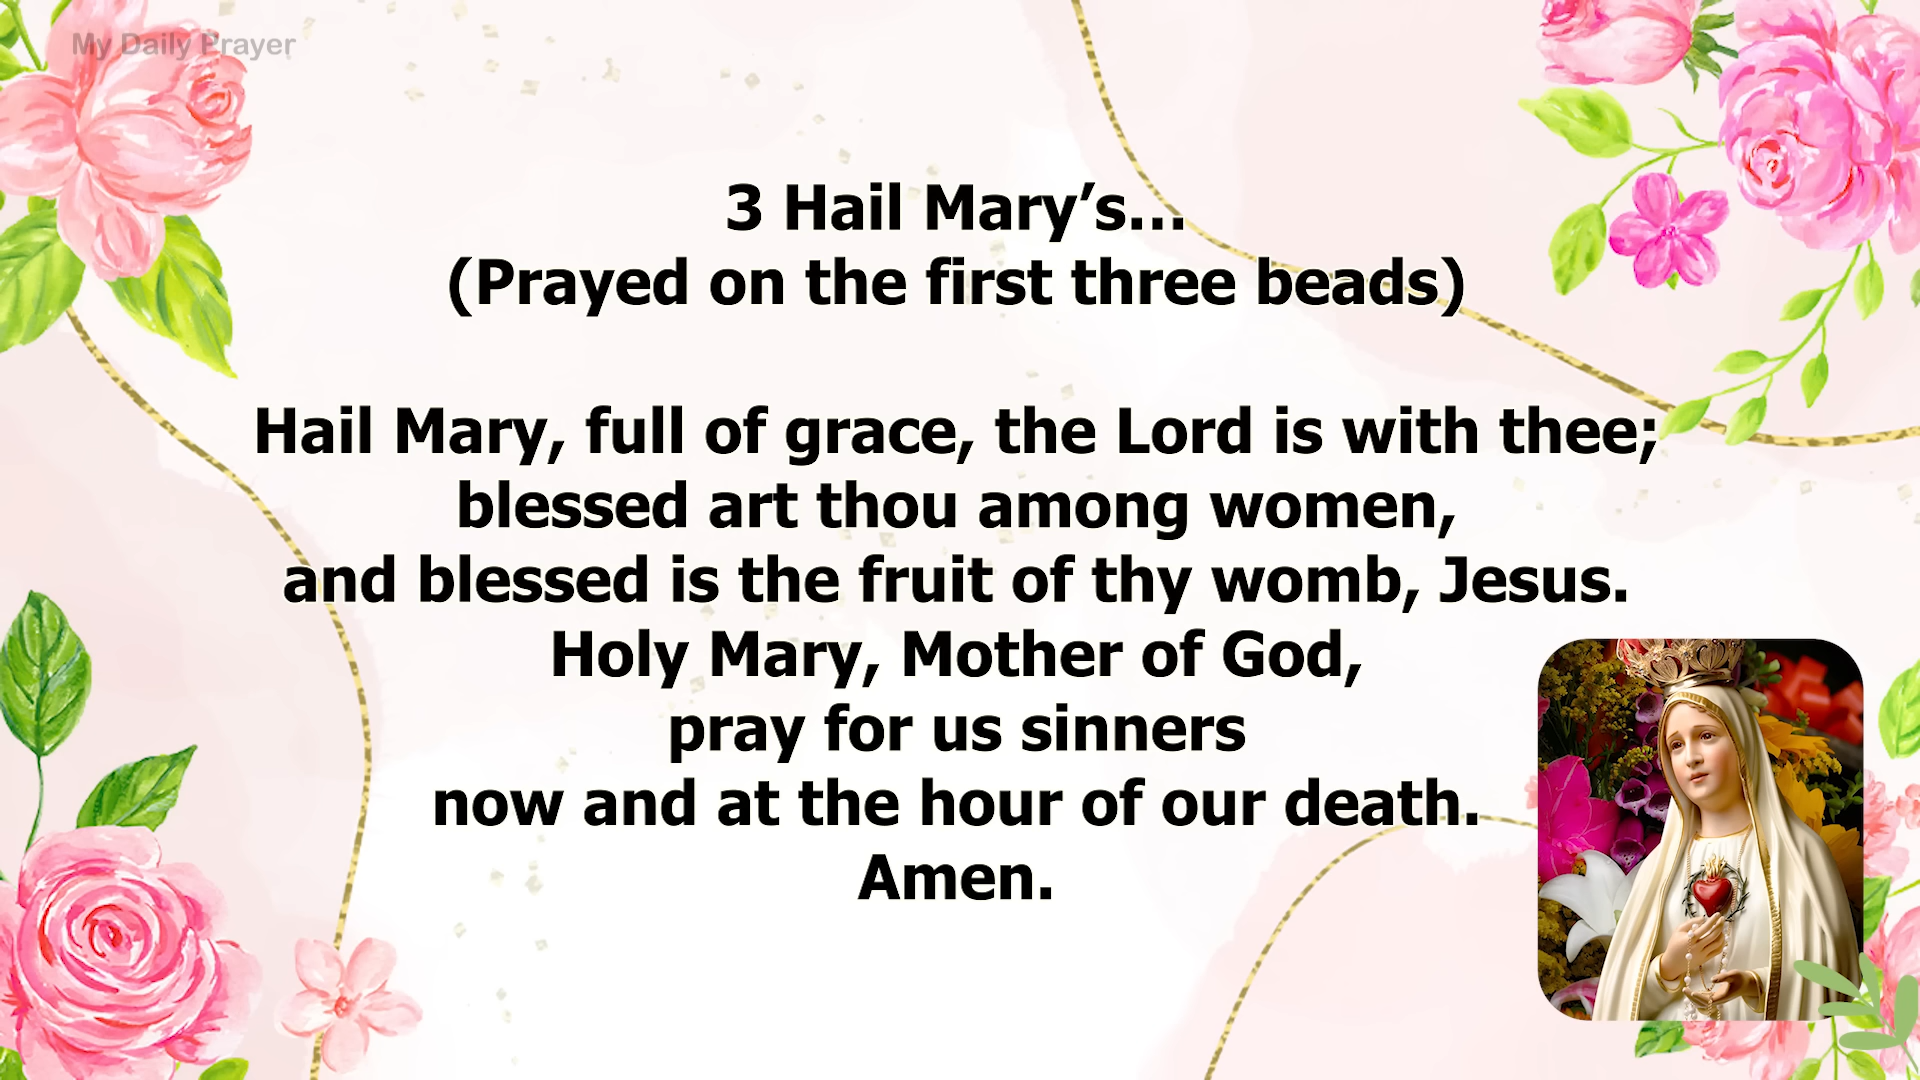 My Daily Prayer
3 Hail Mary’s...
(Prayed on the first three beads)
Hail Mary, full of grace, the Lord is with thee;
blessed art thou among women,
and blessed is the fruit of thy womb, Jesus.
Holy Mary, Mother of God,
pray for us sinners
now and at the hour of our death.
Amen.